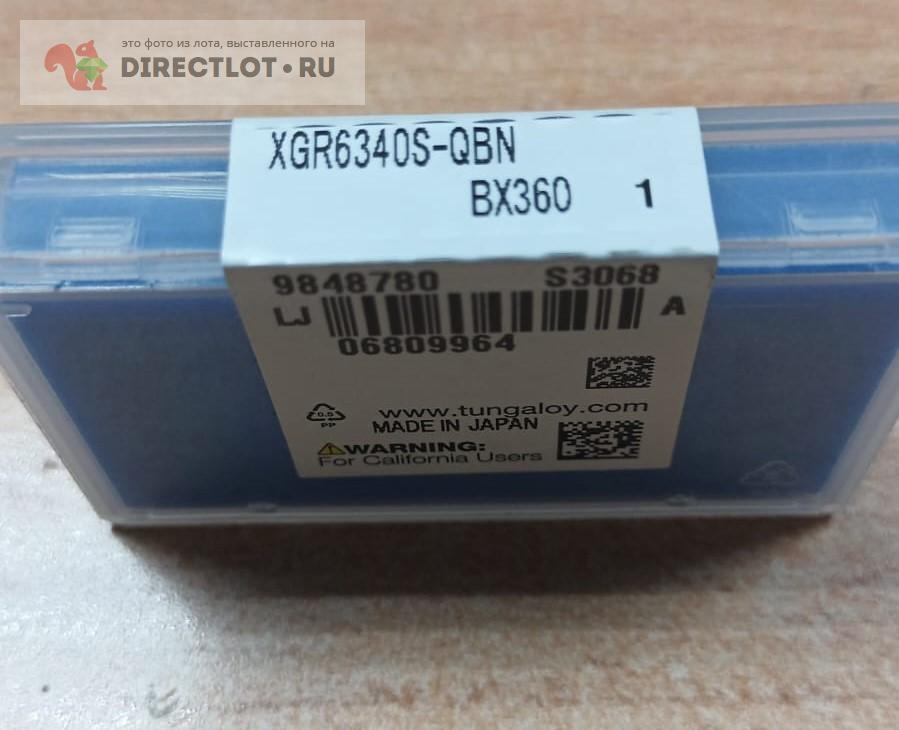 это фото из лота, выставленного на
DIRECTLOT.RU
XGR6340S-QBN
BX360 1
9848780 S3068
LJ A
06809964
www.tungaloy.com
PP
MADE IN JAPAN
WARNING:
For California Users